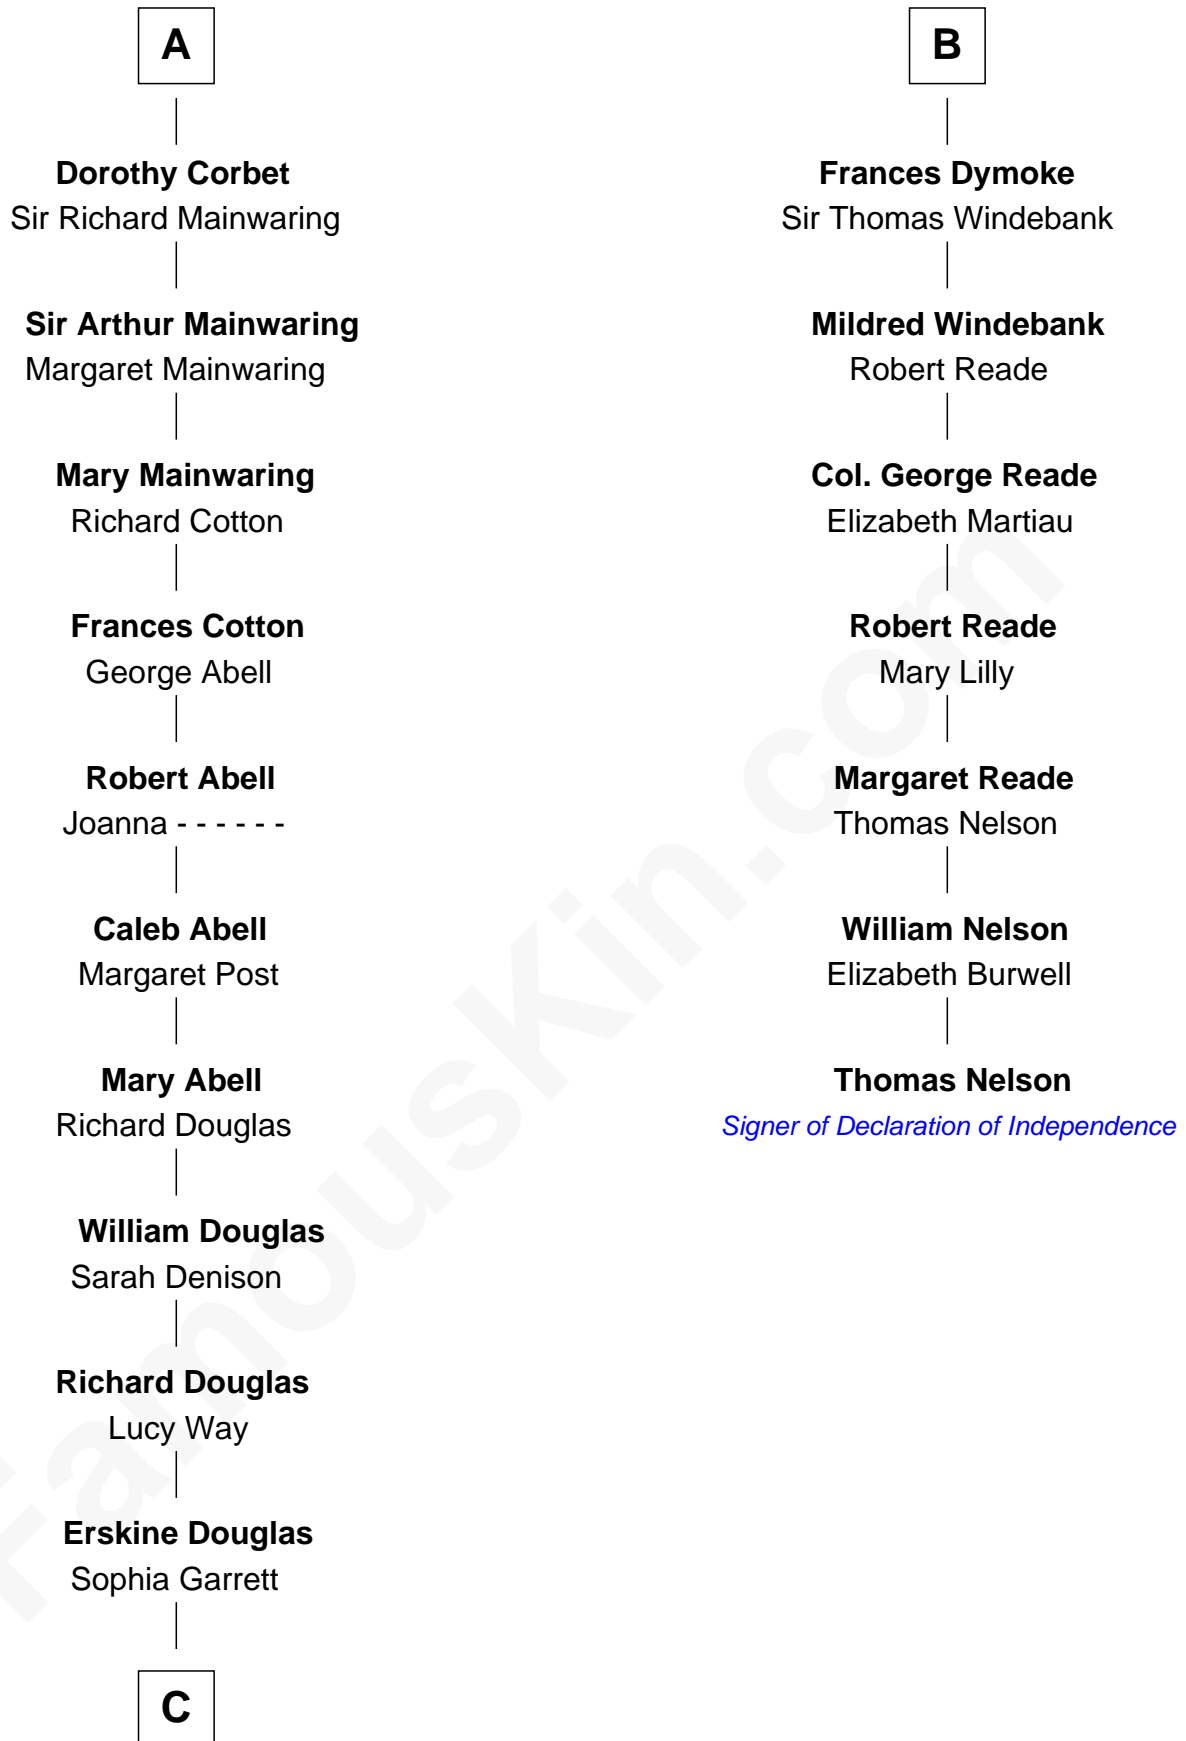 A
Dorothy Corbet
Sir Richard Mainwaring
Sir Arthur Mainwaring
Margaret Mainwaring
Mary Mainwaring
Richard Cotton
Frances Cotton
George Abell
Robert Abell
Joanna - - - - - -
Caleb Abell
Margaret Post
Mary Abell
Richard Douglas
William Douglas
Sarah Denison
Richard Douglas
Lucy Way
Erskine Douglas
Sophia Garrett
C
B
Frances Dymoke
Sir Thomas Windebank
Mildred Windebank
Robert Reade
Col. George Reade
Elizabeth Martiau
Robert Reade
Mary Lilly
Margaret Reade
Thomas Nelson
William Nelson
Elizabeth Burwell
Thomas Nelson
Signer of Declaration of Independence
FamousKin.com